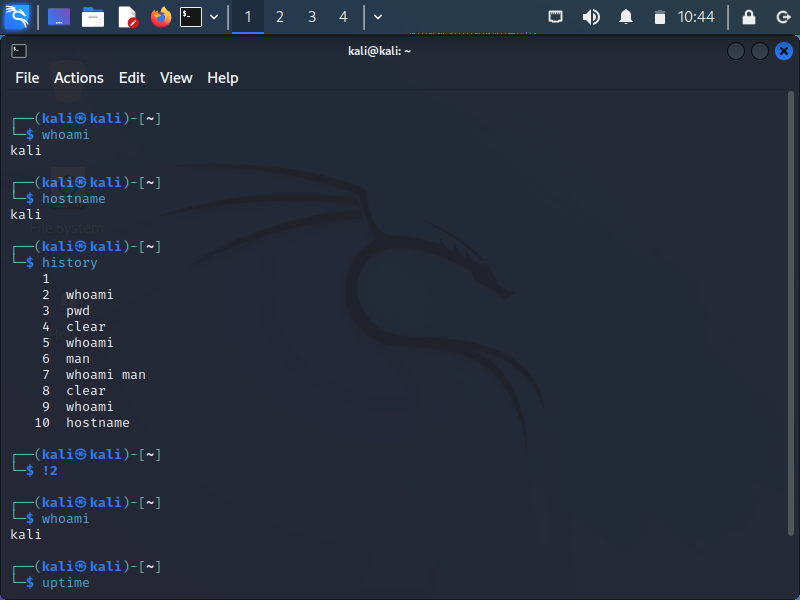 1 2 3 4 10:44
kali@kali: ~
File Actions Edit View Help
┌──(kali㉿kali)-[~]
└─$ whoami
kali
┌──(kali㉿kali)-[~]
└─$ hostname
kali
File System
┌──(kali㉿kali)-[~]
└─$ history
1
2 whoami
3 pwd
4 clear
5 whoami
6 man
7 whoami man
8 clear
9 whoami
10 hostname
┌──(kali㉿kali)-[~]
└─$ !2
┌──(kali㉿kali)-[~]
└─$ whoami
kali
┌──(kali㉿kali)-[~]
└─$ uptime